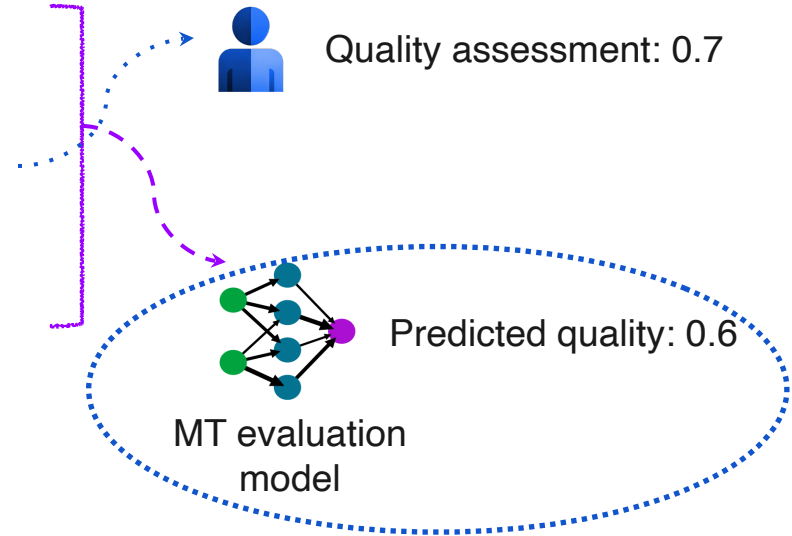 Quality assessment: 0.7
Predicted quality: 0.6
MT evaluation
model